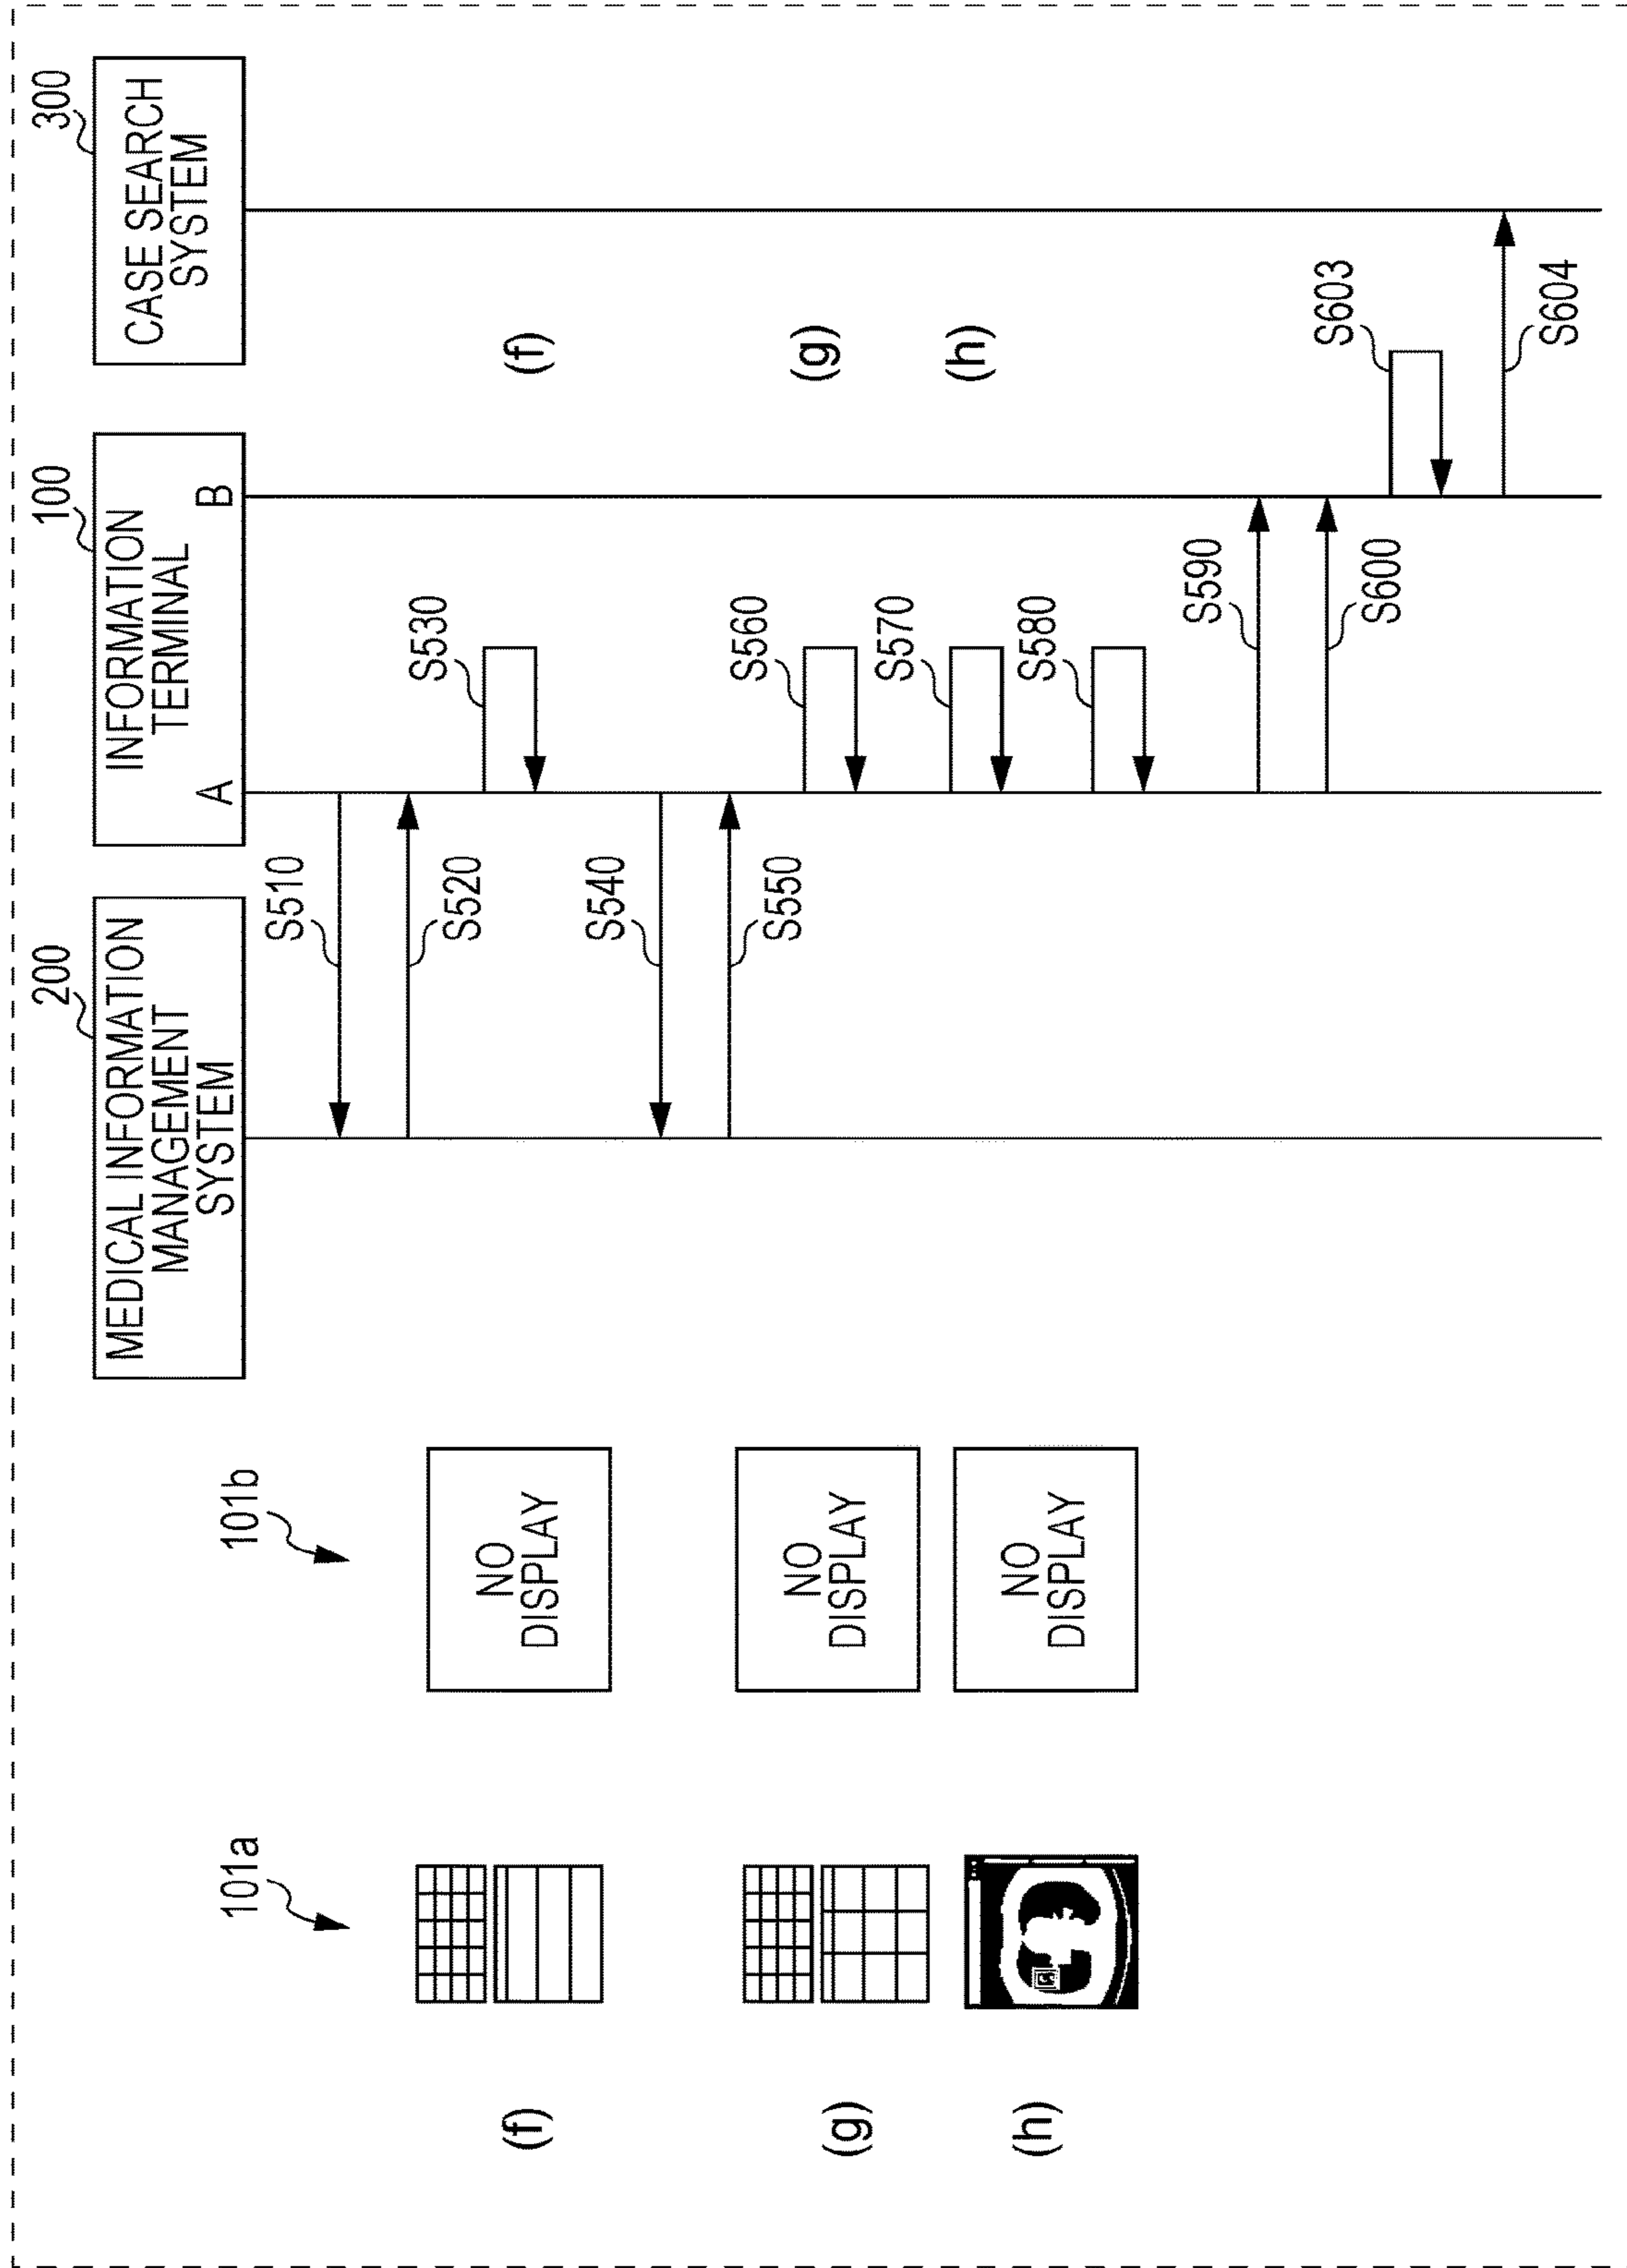 101a
101b
200
MEDICAL INFORMATION
MANAGEMENT
SYSTEM
100
INFORMATION
TERMINAL
A
B
300
CASE SEARCH
SYSTEM
S510
S520
(f)
NO
DISPLAY
S530
(f)
S540
S550
(g)
NO
DISPLAY
S560
(g)
(h)
NO
DISPLAY
S570
(h)
S580
S590
S600
S603
S604